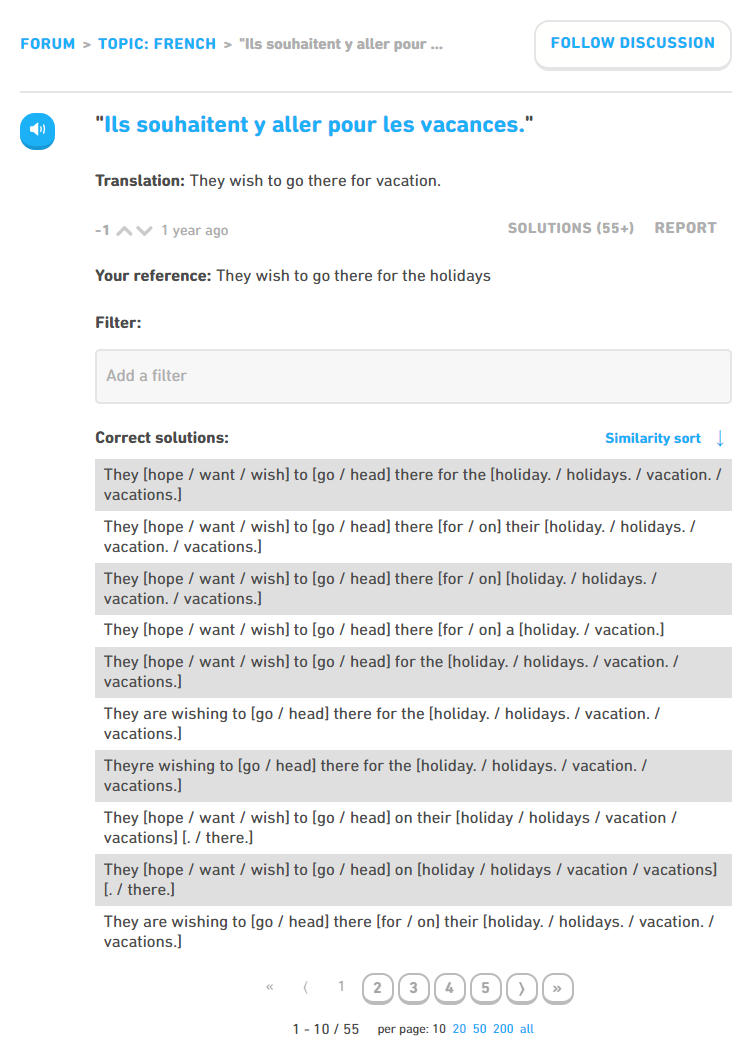 FORUM > TOPIC: FRENCH > "Ils souhaitent y aller pour ...
FOLLOW DISCUSSION
"Ils souhaitent y aller pour les vacances."
Translation: They wish to go there for vacation.
-1 1 year ago
SOLUTIONS (55+) REPORT
Your reference: They wish to go there for the holidays
Filter:
Add a filter
Correct solutions:
Similarity sort ↓
They [hope / want / wish] to [go / head] there for the [holiday. / holidays. / vacation. /
vacations.]
They [hope / want / wish] to [go / head] there [for / on] their [holiday. / holidays. /
vacation. / vacations.]
They [hope / want / wish] to [go / head] there [for / on] [holiday. / holidays. /
vacation. / vacations.]
They [hope / want / wish] to [go / head] there [for / on] a [holiday. / vacation.]
They [hope / want / wish] to [go / head] for the [holiday. / holidays. / vacation. /
vacations.]
They are wishing to [go / head] there for the [holiday. / holidays. / vacation. /
vacations.]
Theyre wishing to [go / head] there for the [holiday. / holidays. / vacation. /
vacations.]
They [hope / want / wish] to [go / head] on their [holiday / holidays / vacation /
vacations] [. / there.]
They [hope / want / wish] to [go / head] on [holiday / holidays / vacation / vacations]
[. / there.]
They are wishing to [go / head] there [for / on] their [holiday. / holidays. / vacation. /
vacations.]
« ⟨ 1 2 3 4 5 ⟩ »
1 - 10 / 55 per page: 10 20 50 200 all